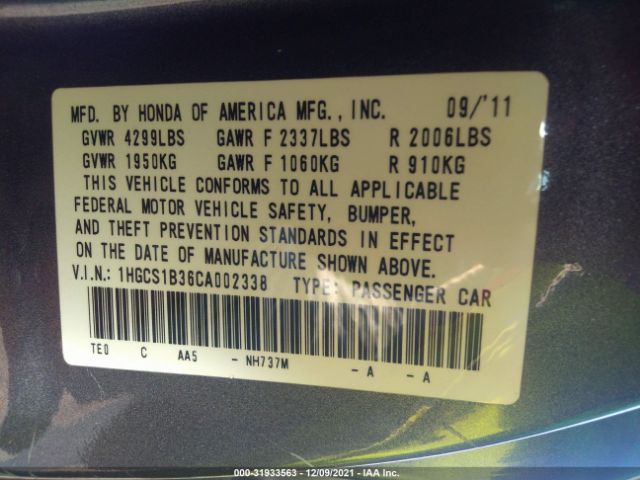 MFD. BY HONDA OF AMERICA MFG., INC. 09/'11
GVWR 4299LBS GAWR F 2337LBS R 2006LBS
GVWR 1950KG GAWR F 1060KG R 910KG
THIS VEHICLE CONFORMS TO ALL APPLICABLE
FEDERAL MOTOR VEHICLE SAFETY, BUMPER,
AND THEFT PREVENTION STANDARDS IN EFFECT
ON THE DATE OF MANUFACTURE SHOWN ABOVE.
V.I.N.: 1HGCS1B36CA002338 TYPE: PASSENGER CAR
TE0 C AA5 - NH737M - A - A
000-31933563 - 12/09/2021 - IAA Inc.